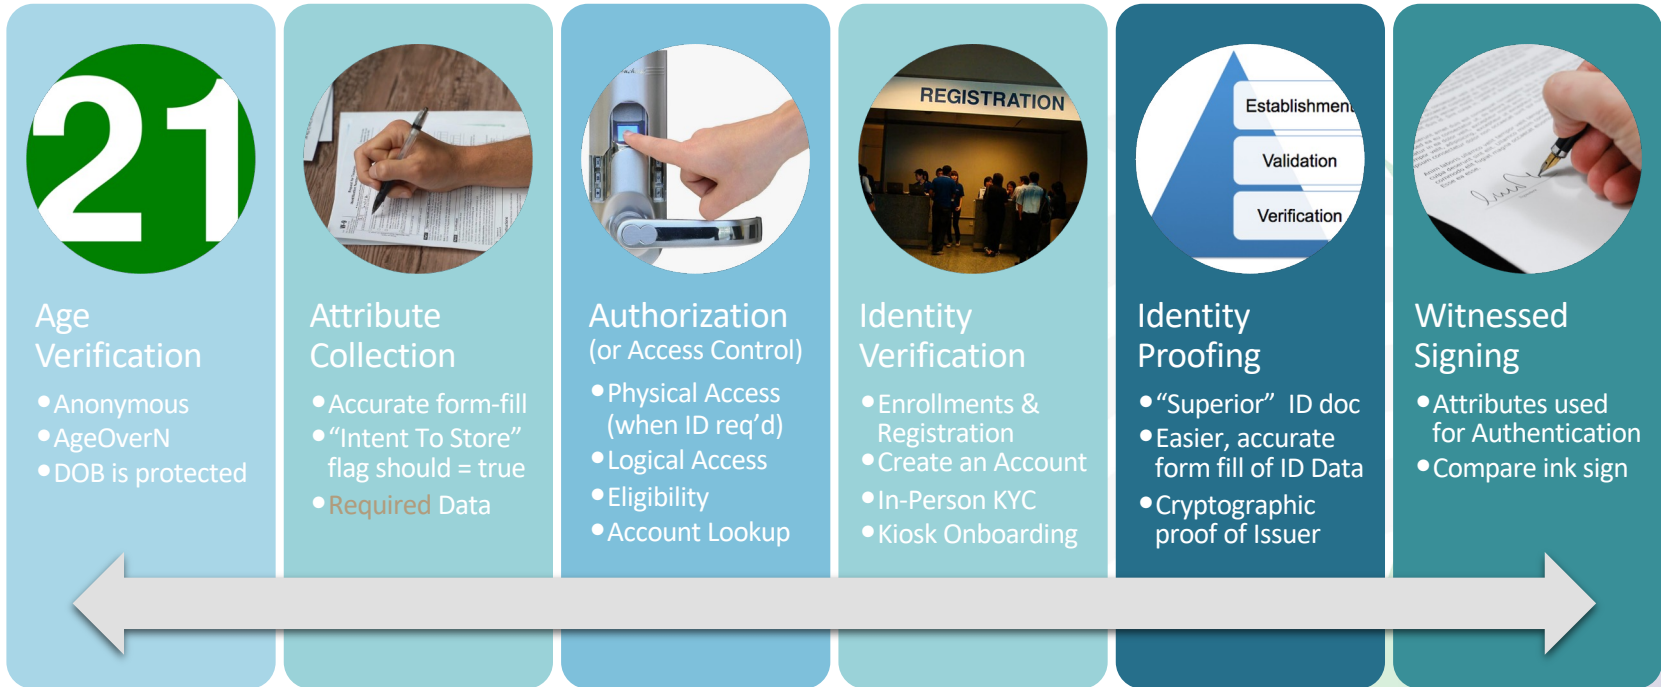 21
Age
Verification
•Anonymous
•AgeOverN
•DOB is protected
Attribute
Collection
•Accurate form-fill
•“Intent To Store”
flag should = true
•Required Data
Authorization
(or Access Control)
•Physical Access
(when ID req’d)
•Logical Access
•Eligibility
•Account Lookup
REGISTRATION
Identity
Verification
•Enrollments &
Registration
•Create an Account
•In-Person KYC
•Kiosk Onboarding
Establishment
Validation
Verification
Identity
Proofing
•“Superior” ID doc
•Easier, accurate
form fill of ID Data
•Cryptographic
proof of Issuer
Witnessed
Signing
•Attributes used
for Authentication
•Compare ink sign